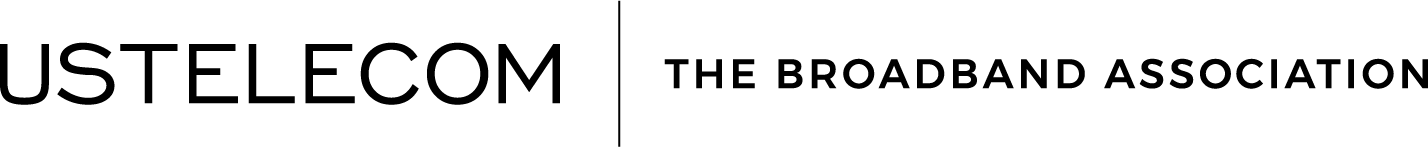 USTELECOM | THE BROADBAND ASSOCIATION